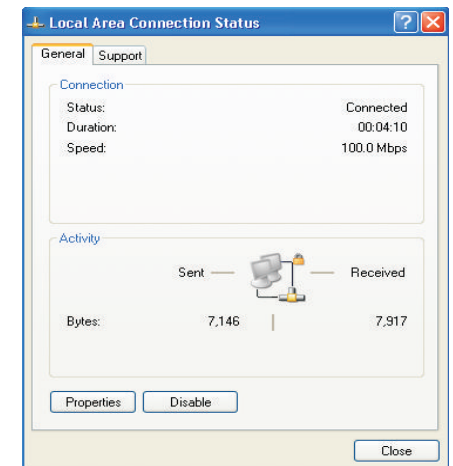 Local Area Connection Status
General Support
Connection
Status: Connected
Duration: 00:04:10
Speed: 100.0 Mbps
Activity
Sent Received
Bytes: 7,146 7,917
Properties Disable
Close